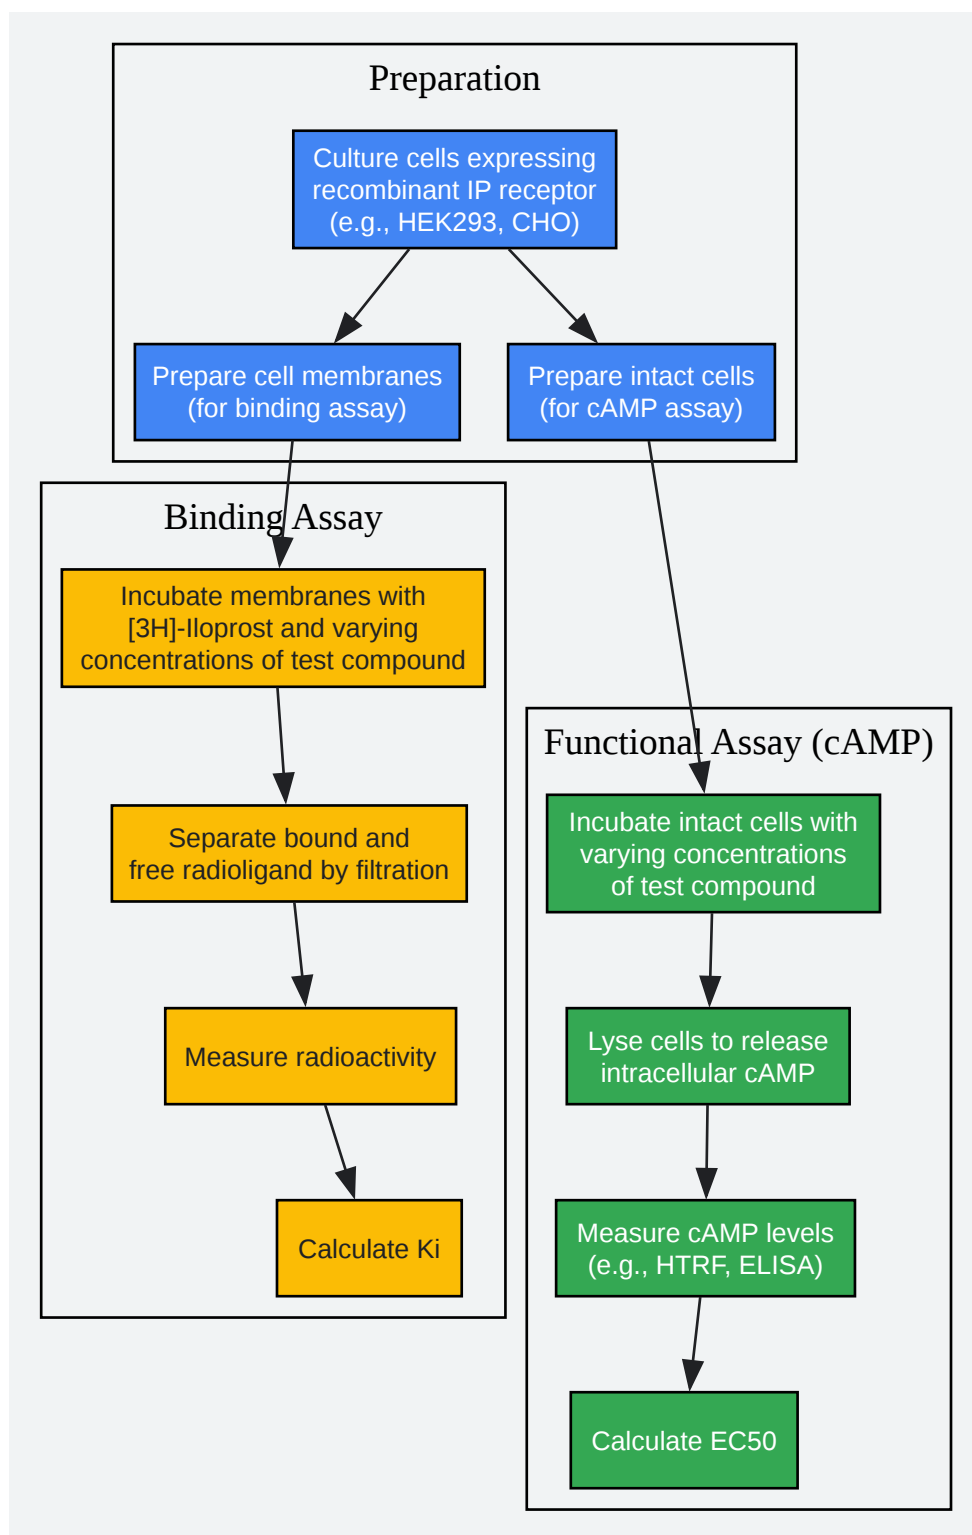 Preparation
Culture cells expressing
recombinant IP receptor
(e.g., HEK293, CHO)
Prepare cell membranes
(for binding assay)
Prepare intact cells
(for cAMP assay)
Binding Assay
Incubate membranes with
[3H]-Iloprost and varying
concentrations of test compound
Separate bound and
free radioligand by filtration
Measure radioactivity
Calculate Ki
Functional Assay (cAMP)
Incubate intact cells with
varying concentrations
of test compound
Lyse cells to release
intracellular cAMP
Measure cAMP levels
(e.g., HTRF, ELISA)
Calculate EC50